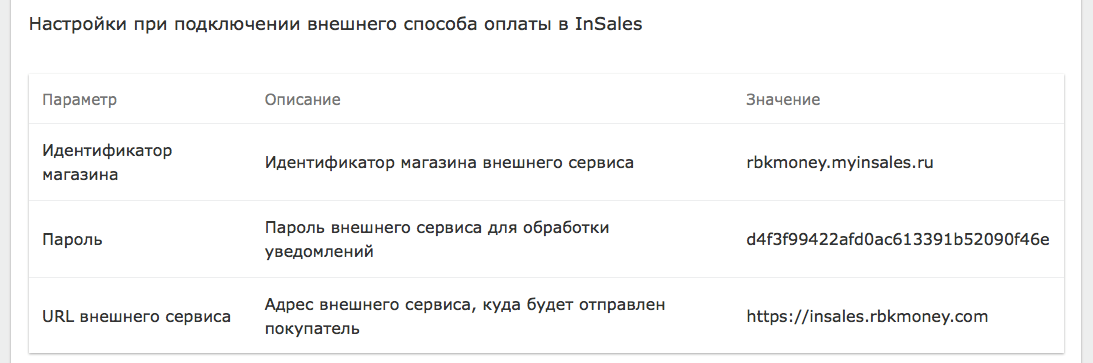 Настройки при подключении внешнего способа оплаты в InSales
Параметр Описание Значение
Идентификатор
магазина
Идентификатор магазина внешнего сервиса
rbkmoney.myinsales.ru
Пароль
Пароль внешнего сервиса для обработки
уведомлений
d4f3f99422afd0ac613391b52090f46e
URL внешнего сервиса
Адрес внешнего сервиса, куда будет отправлен
покупатель
https://insales.rbkmoney.com